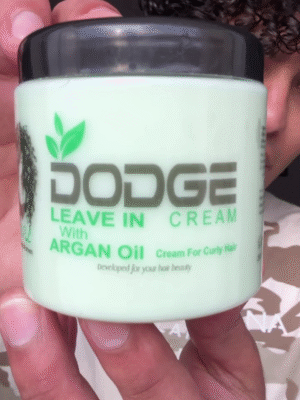 DODGE
LEAVE IN CREAM
With
ARGAN Oil Cream For Curly Hair
Developed for your hair beauty